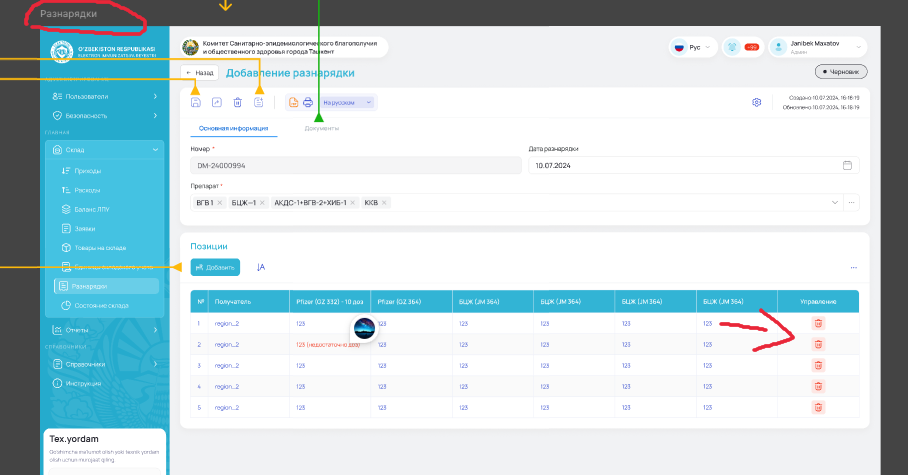 Разнарядки
O'ZBEKISTON RESPUBLIKASI
Комитет Санитарно-эпидемиологического благополучия
и общественного здоровья города Ташкент
Рус
+99
Janibek Maxatov
Админ
← Назад
Добавление разнарядки
Черновик
Пользователи
Безопасность
ГЛАВНАЯ
Склад
Приходы
Расходы
Баланс ЛПУ
Заявки
Товары на складе
Единицы складского учета
Разнарядки
Состояние склада
Отчеты
СПРАВОЧНИКИ
Справочники
Инструкция
На русском
Создано: 10.07.2024, 16:18:19
Обновлено: 10.07.2024, 16:18:19
Основная информация
Документы
Номер *
Дата разнарядки
DM-24000994
10.07.2024
Препарат *
ВГВ 1 × БЦЖ—1 × АКДС-1+ВГВ-2+ХИБ-1 × ККВ ×
Позиции
Добавить
№ Получатель Pfizer (GZ 332) - 10 доз Pfizer (GZ 364) БЦЖ (JM 364) БЦЖ (JM 364) БЦЖ (JM 364) БЦЖ (JM 364) Управление
1 region_2 123 123 123 123 123 123
2 region_2 123 (недостаточно доз) 123 123 123 123 123
3 region_2 123 123 123 123 123 123
4 region_2 123 123 123 123 123 123
5 region_2 123 123 123 123 123 123
Tex.yordam
Qo'shimcha ma'lumot olish yoki texnik yordam
olish uchun murojaat qiling